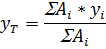 y_T = ΣA_i * y_i / ΣA_i